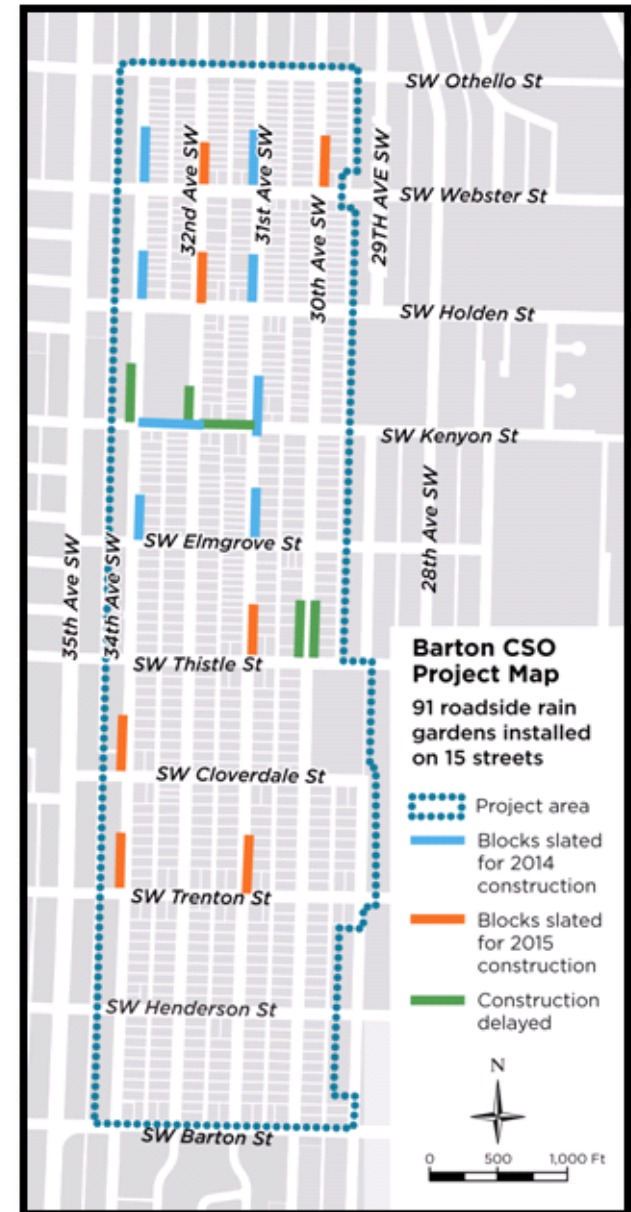 SW Othello St
32nd Ave SW
31st Ave SW
30th Ave SW
29TH AVE SW
SW Webster St
SW Holden St
SW Kenyon St
28th Ave SW
SW Elmgrove St
35th Ave SW
34th Ave SW
SW Thistle St
SW Cloverdale St
SW Trenton St
SW Henderson St
SW Barton St
Barton CSO
Project Map
91 roadside rain
gardens installed
on 15 streets
Project area
Blocks slated
for 2014
construction
Blocks slated
for 2015
construction
Construction
delayed
N
0 500 1,000 Ft